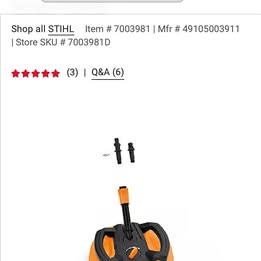 Shop all STIHL Item # 7003981 | Mfr # 49105003911
| Store SKU # 7003981D
(3) | Q&A (6)